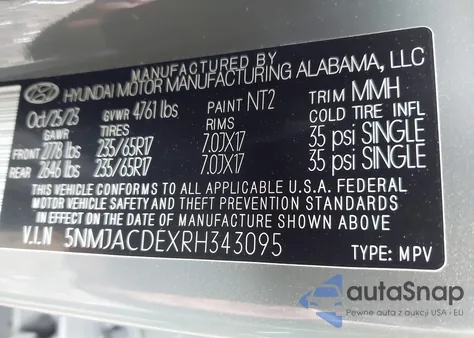 MANUFACTURED BY
HYUNDAI MOTOR MANUFACTURING ALABAMA, LLC
Oct/25/23 GVWR 4761 lbs PAINT NT2 TRIM MMH
GAWR TIRES RIMS COLD TIRE INFL
FRONT 2778 lbs 235/65R17 7.0JX17 35 psi SINGLE
REAR 2646 lbs 235/65R17 7.0JX17 35 psi SINGLE
THIS VEHICLE CONFORMS TO ALL APPLICABLE U.S.A. FEDERAL
MOTOR VEHICLE SAFETY AND THEFT PREVENTION STANDARDS
IN EFFECT ON THE DATE OF MANUFACTURE SHOWN ABOVE.
V.I.N 5NMJACDEXRH343095
TYPE: MPV
autoSnap
Pewne auta z aukcji USA - EU